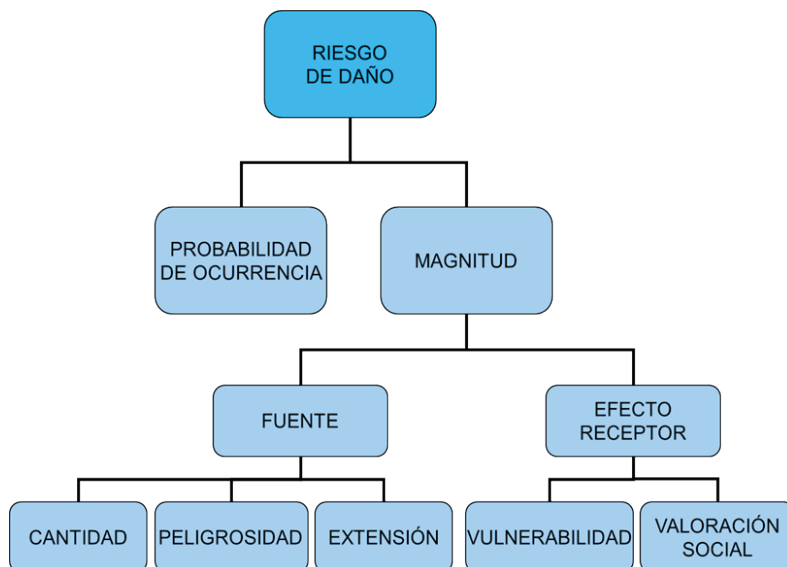 RIESGO
DE DAÑO
PROBABILIDAD
DE OCURRENCIA
MAGNITUD
FUENTE
EFECTO
RECEPTOR
CANTIDAD
PELIGROSIDAD
EXTENSIÓN
VULNERABILIDAD
VALORACIÓN
SOCIAL